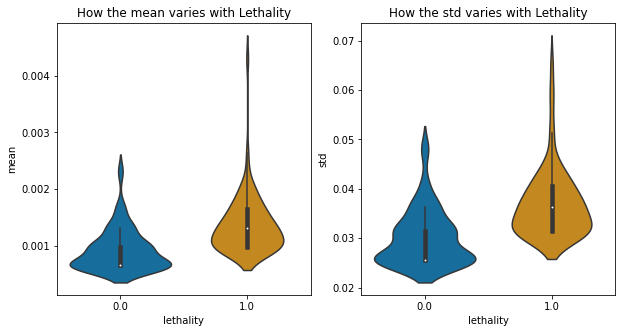 How the mean varies with Lethality
mean
0.004
0.003
0.002
0.001
0.0
1.0
lethality
How the std varies with Lethality
std
0.07
0.06
0.05
0.04
0.03
0.02
0.0
1.0
lethality